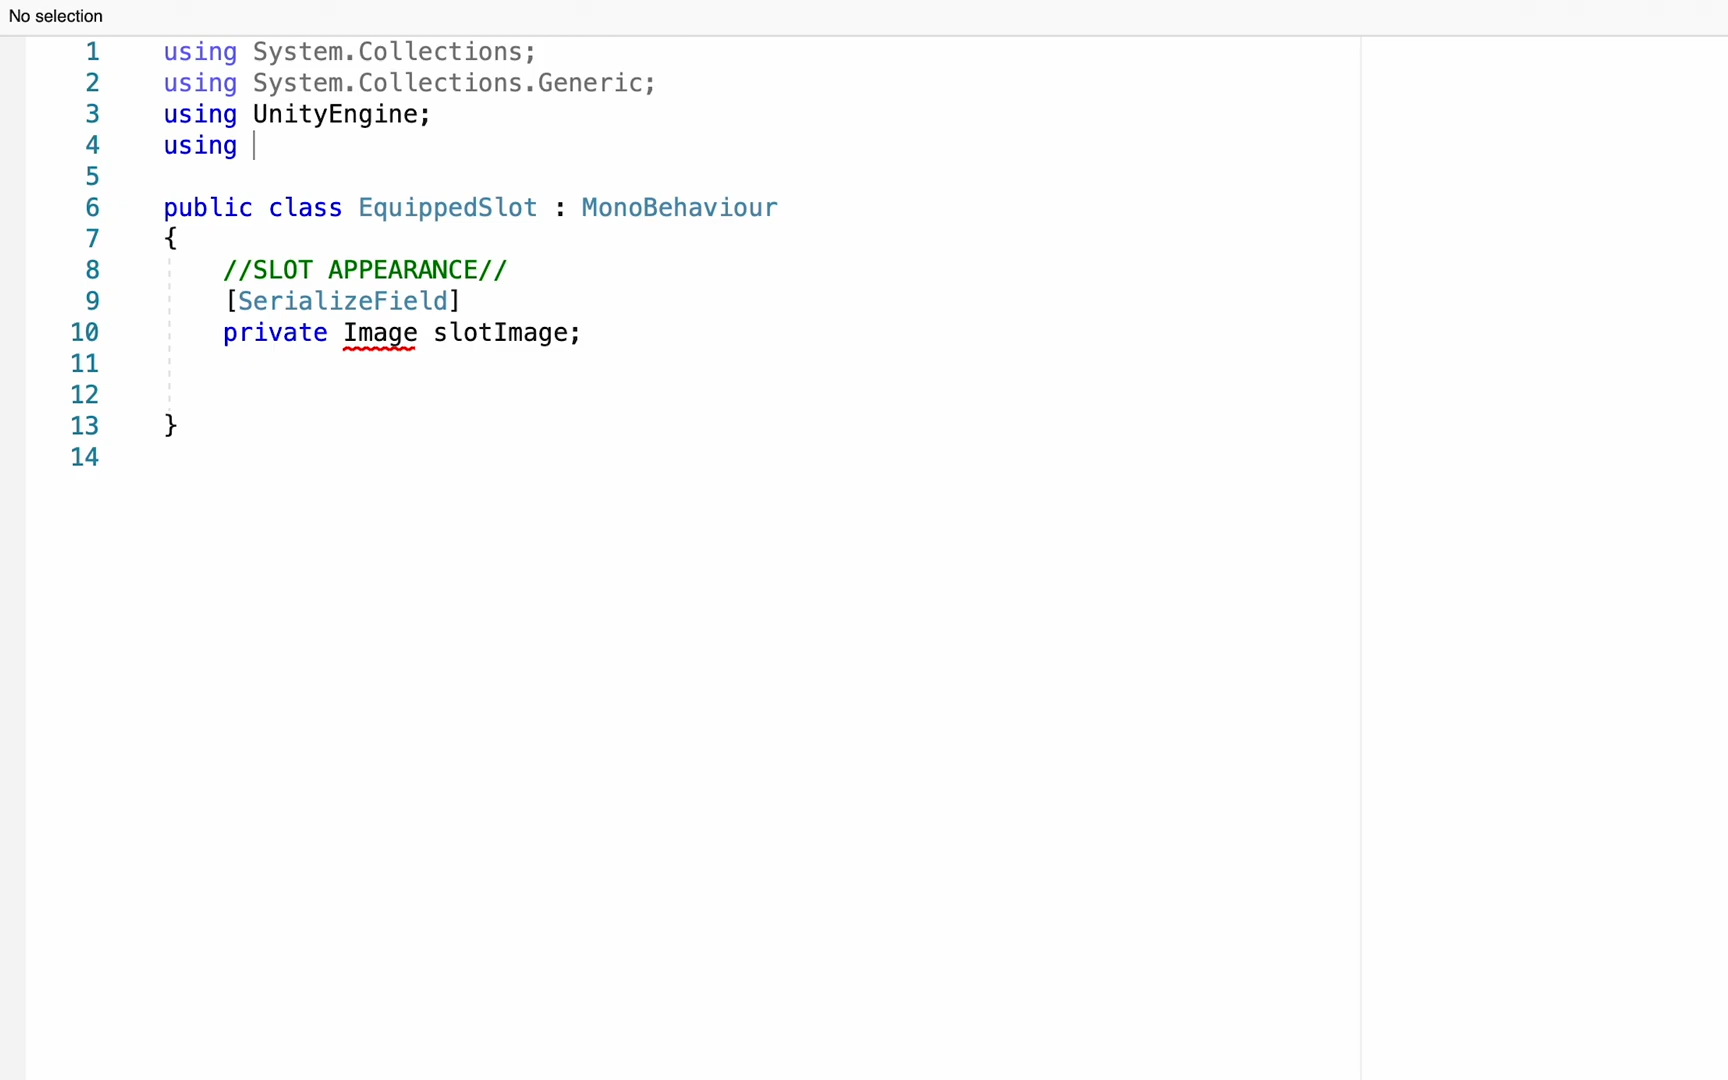 No selection
1 using System.Collections;
2 using System.Collections.Generic;
3 using UnityEngine;
4 using
5
6 public class EquippedSlot : MonoBehaviour
7 {
8 //SLOT APPEARANCE//
9 [SerializeField]
10 private Image slotImage;
11
12
13 }
14